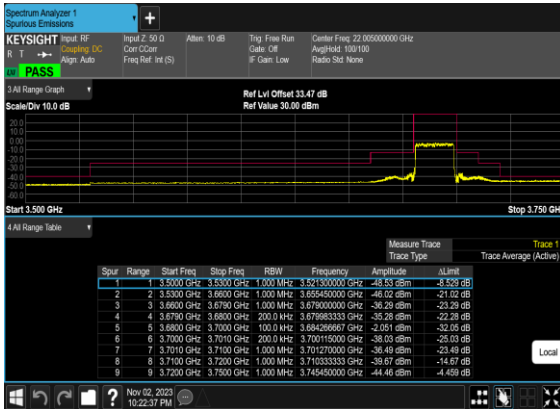 Spectrum Analyzer 1
Spurious Emissions
+
KEYSIGHT Input: RF Input Z: 50 Ω Atten: 10 dB Trig: Free Run Center Freq: 22.005000000 GHz
R T Coupling: DC Corr CCorr Gate: Off Avg|Hold: 100/100
Align: Auto Freq Ref: Int (S) IF Gain: Low Radio Std: None
PASS
3 All Range Graph
Ref Lvl Offset 33.47 dB
Scale/Div 10.0 dB Ref Value 30.00 dBm
20.0
10.0
0.00
-10.0
-20.0
-30.0
-40.0
-50.0
-60.0
Start 3.500 GHz Stop 3.750 GH
4 All Range Table
Measure Trace Trace 1
Trace Type Trace Average (Active)
Spur Range Start Freq Stop Freq RBW Frequency Amplitude ΔLimit
1 1 3.5000 GHz 3.5300 GHz 1.000 MHz 3.521300000 GHz -48.53 dBm -8.529 dB
2 2 3.5300 GHz 3.6600 GHz 1.000 MHz 3.655450000 GHz -46.02 dBm -21.02 dB
3 3 3.6600 GHz 3.6790 GHz 1.000 MHz 3.679000000 GHz -36.29 dBm -23.29 dB
4 4 3.6790 GHz 3.6800 GHz 200.0 kHz 3.679983333 GHz -35.28 dBm -22.28 dB
5 5 3.6800 GHz 3.7000 GHz 100.0 kHz 3.684266667 GHz -2.051 dBm -32.05 dB
6 6 3.7000 GHz 3.7010 GHz 200.0 kHz 3.700115000 GHz -38.03 dBm -25.03 dB
7 7 3.7010 GHz 3.7100 GHz 1.000 MHz 3.701270000 GHz -36.49 dBm -23.49 dB
8 8 3.7100 GHz 3.7200 GHz 1.000 MHz 3.710333333 GHz -39.67 dBm -14.67 dB
9 9 3.7200 GHz 3.7500 GHz 1.000 MHz 3.745450000 GHz -44.46 dBm -4.459 dB
Local
? Nov 02, 2023
10:22:37 PM